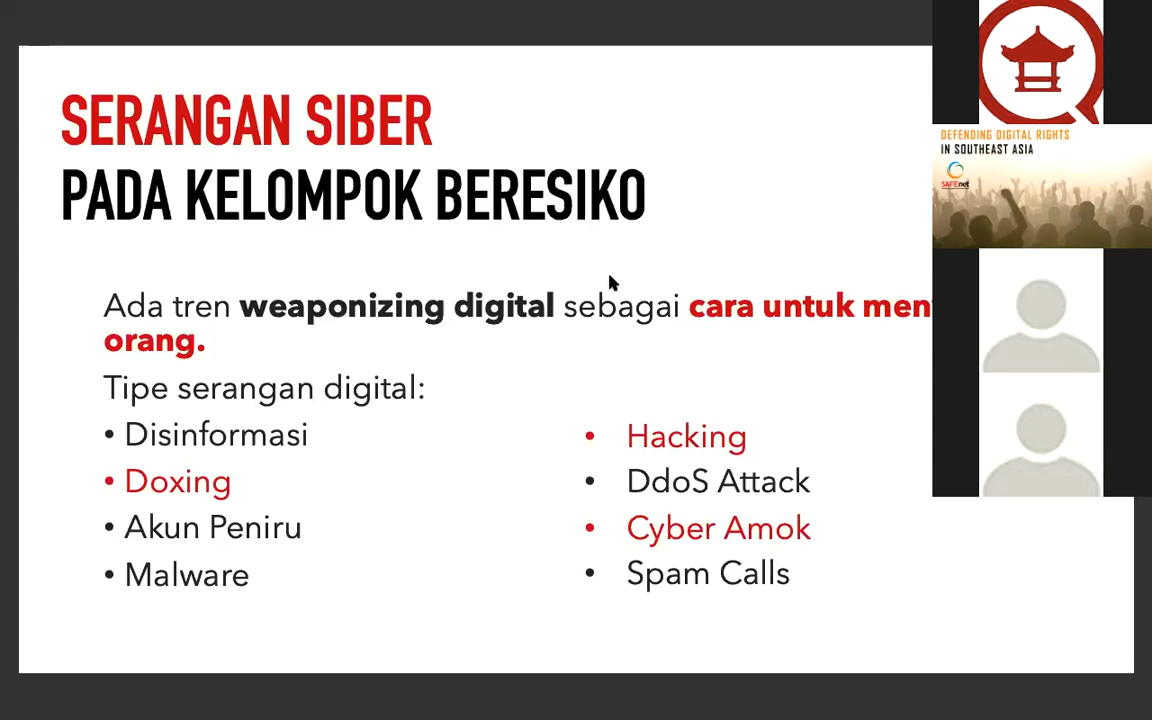 SERANGAN SIBER
PADA KELOMPOK BERESIKO
Ada tren weaponizing digital sebagai cara untuk
orang.
Tipe serangan digital:
• Disinformasi
• Doxing
• Akun Peniru
• Malware
• Hacking
• DdoS Attack
• Cyber Amok
• Spam Calls
DEFENDING DIGITAL RIGHTS
IN SOUTHEAST ASIA
SAFEnet